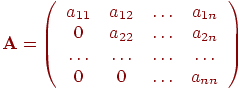 A = ( a₁₁ a₁₂ … a₁ₙ
0 a₂₂ … a₂ₙ
… … … …
0 0 … aₙₙ )